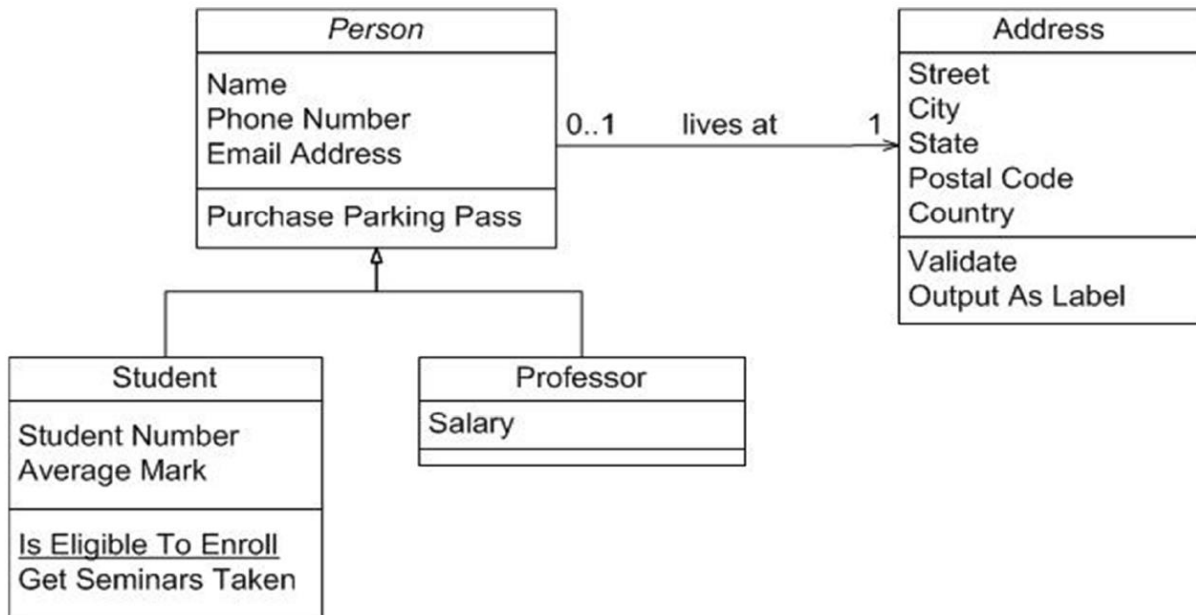 Person
Name
Phone Number
Email Address
Purchase Parking Pass
0..1 lives at 1
Address
Street
City
State
Postal Code
Country
Validate
Output As Label
Student
Student Number
Average Mark
Is Eligible To Enroll
Get Seminars Taken
Professor
Salary